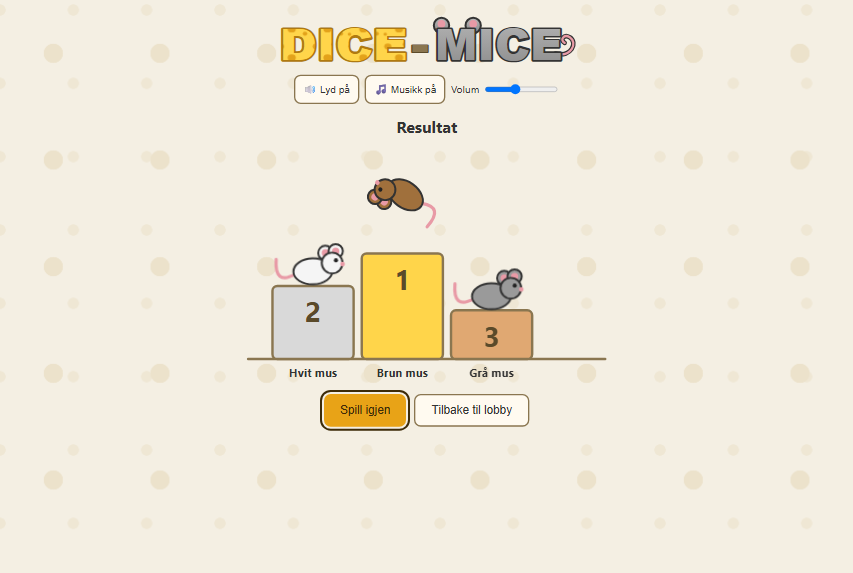 DICE-MICE
Lyd på Musikk på Volum
Resultat
1
2
3
Hvit mus Brun mus Grå mus
Spill igjen Tilbake til lobby